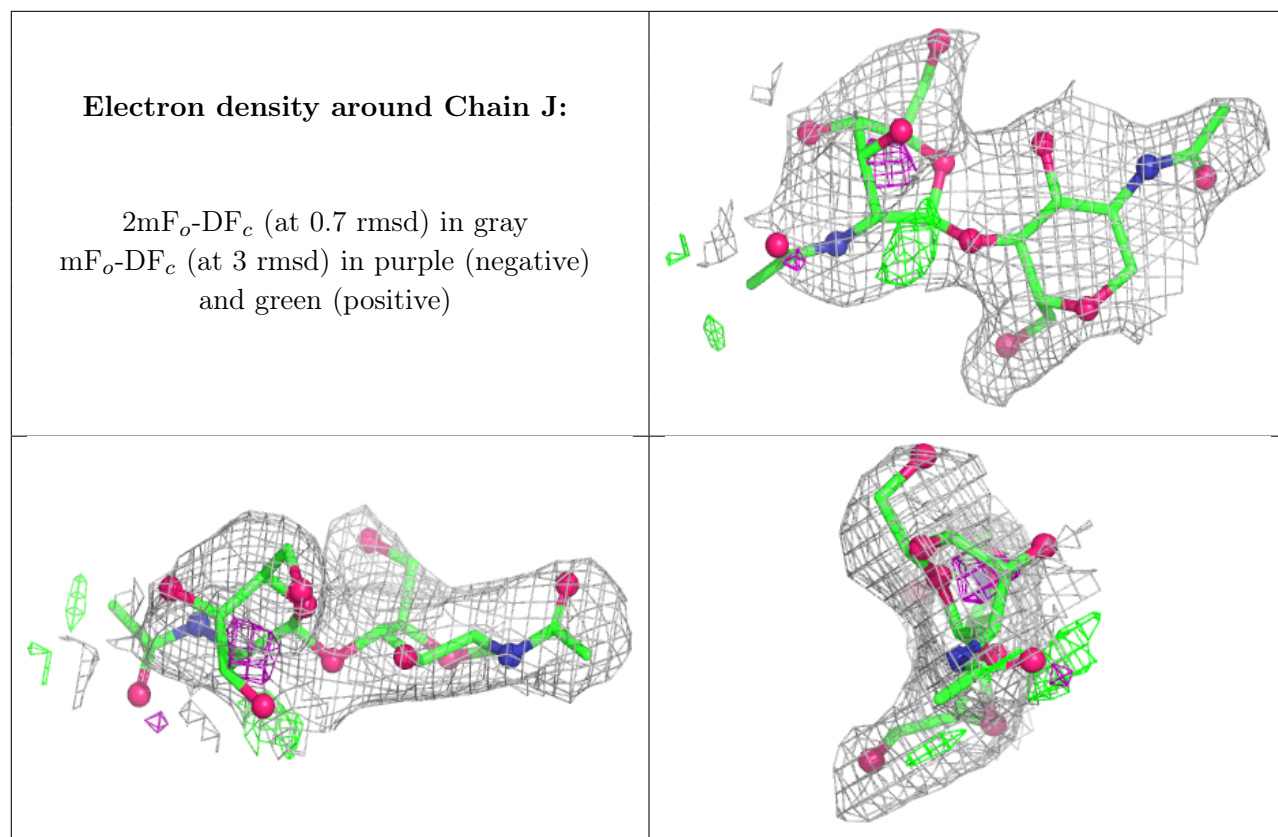 Electron density around Chain J:
2mFₒ-DF𝒸 (at 0.7 rmsd) in gray
mFₒ-DF𝒸 (at 3 rmsd) in purple (negative)
and green (positive)